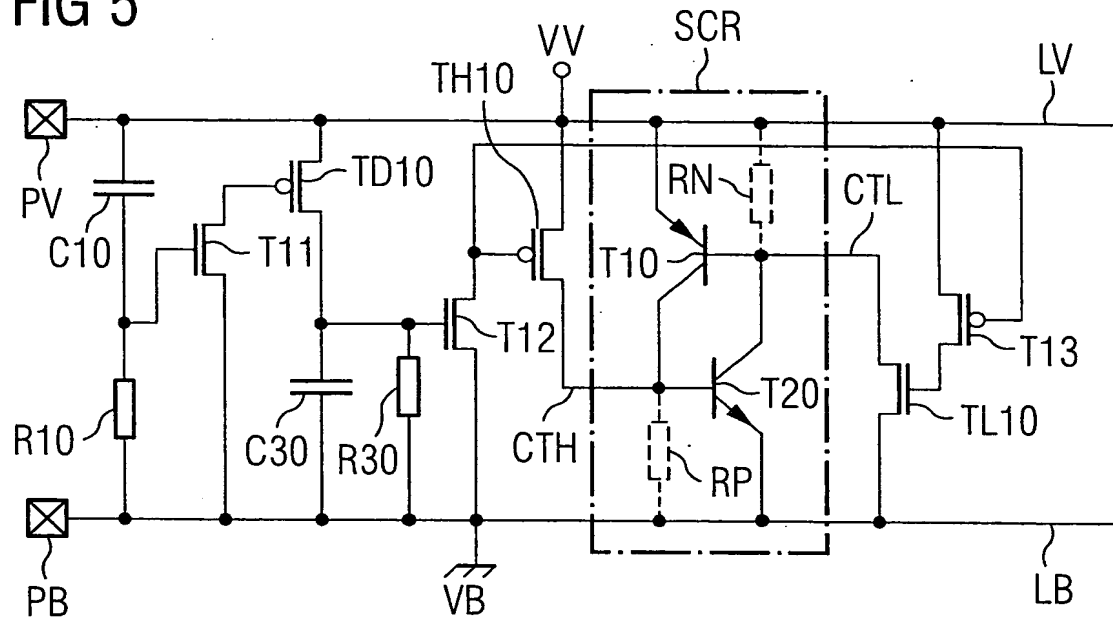 FIG 5
SCR
VV
TH10
LV
PV
C10
TD10
T11
RN
CTL
T10
T12
T13
R10
C30
R30
CTH
T20
TL10
RP
PB
VB
LB